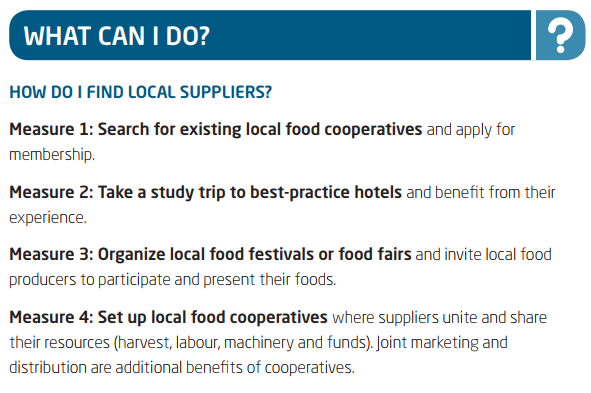 WHAT CAN I DO?
?
HOW DO I FIND LOCAL SUPPLIERS?
Measure 1: Search for existing local food cooperatives and apply for
membership.
Measure 2: Take a study trip to best-practice hotels and benefit from their
experience.
Measure 3: Organize local food festivals or food fairs and invite local food
producers to participate and present their foods.
Measure 4: Set up local food cooperatives where suppliers unite and share
their resources (harvest, labour, machinery and funds). Joint marketing and
distribution are additional benefits of cooperatives.